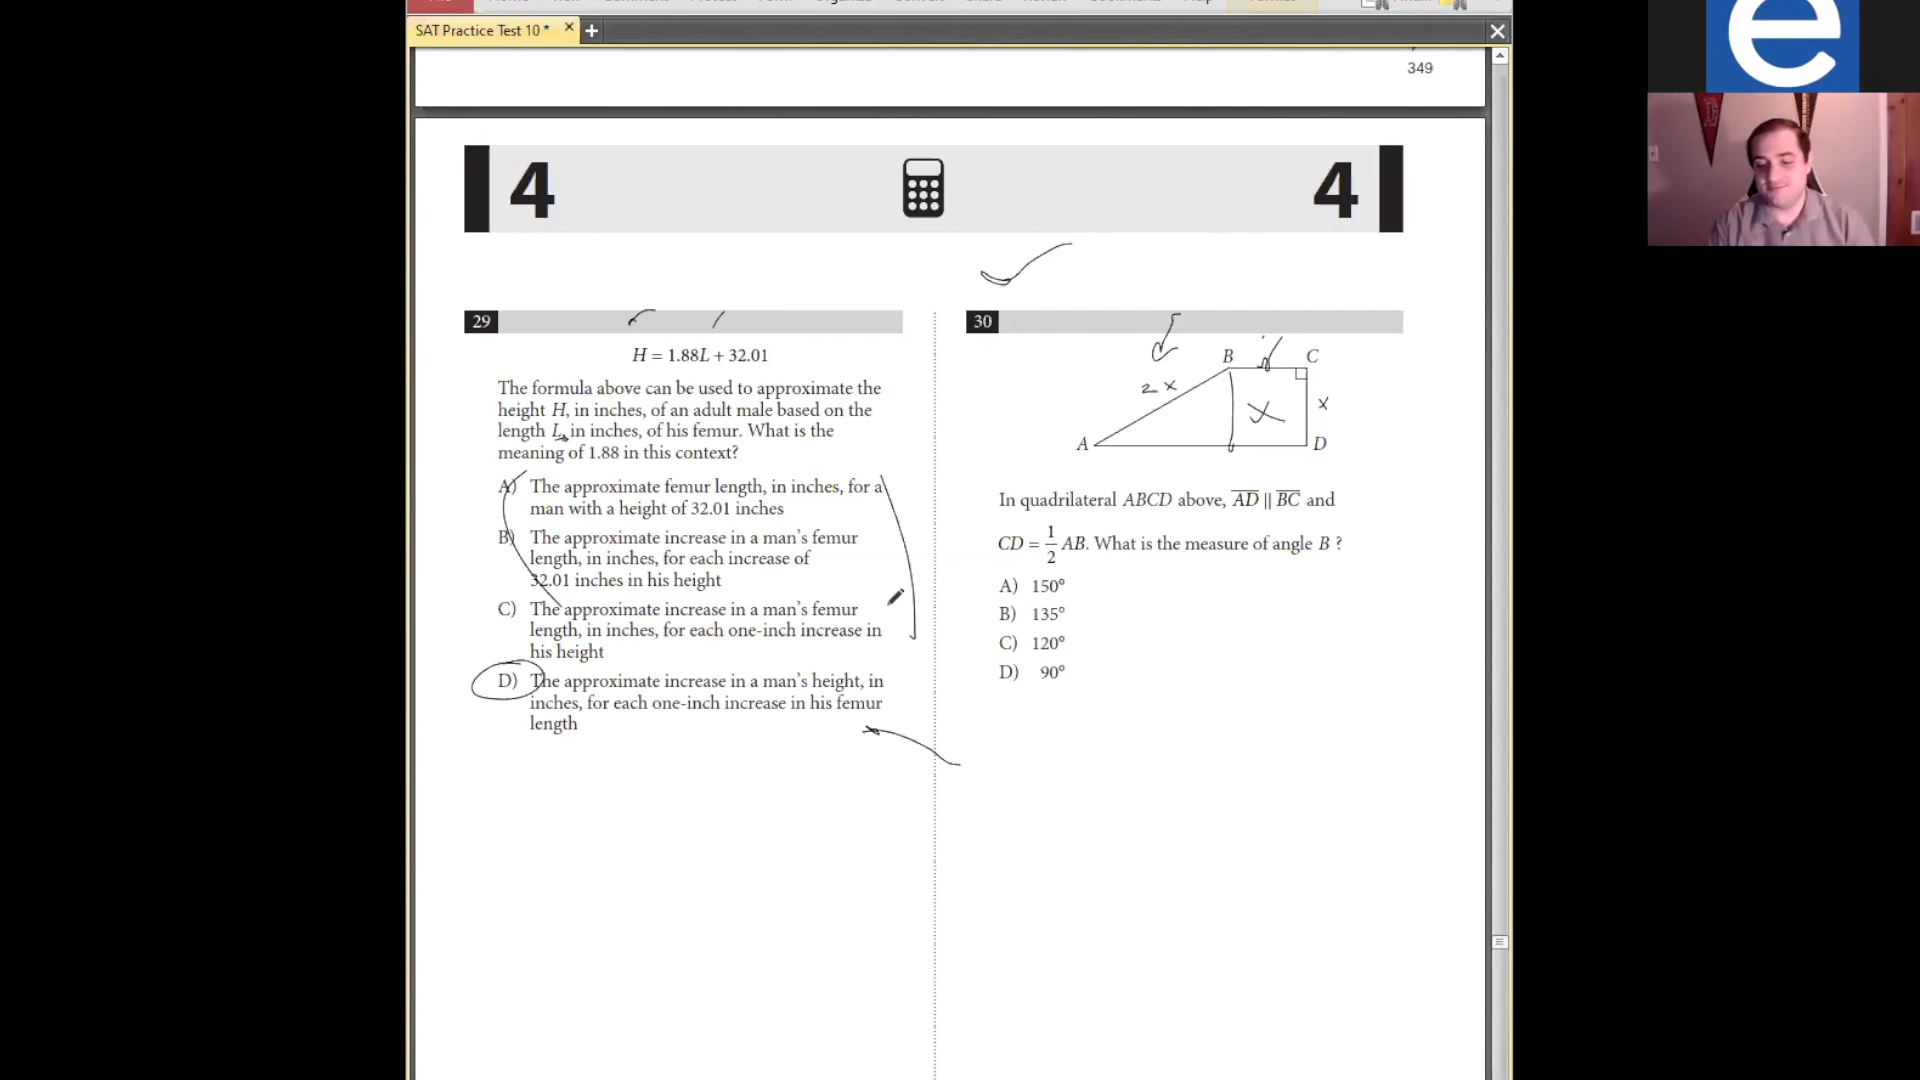 SAT Practice Test 10 *
349
4
4
29
H = 1.88L + 32.01
The formula above can be used to approximate the
height H, in inches, of an adult male based on the
length L, in inches, of his femur. What is the
meaning of 1.88 in this context?
A) The approximate femur length, in inches, for a
man with a height of 32.01 inches
B) The approximate increase in a man's femur
length, in inches, for each increase of
32.01 inches in his height
C) The approximate increase in a man's femur
length, in inches, for each one-inch increase in
his height
D) The approximate increase in a man's height, in
inches, for each one-inch increase in his femur
length
30
B
C
2x
x
x
A
D
In quadrilateral ABCD above, AD || BC and
CD = 1/2 AB. What is the measure of angle B ?
A) 150°
B) 135°
C) 120°
D) 90°
e